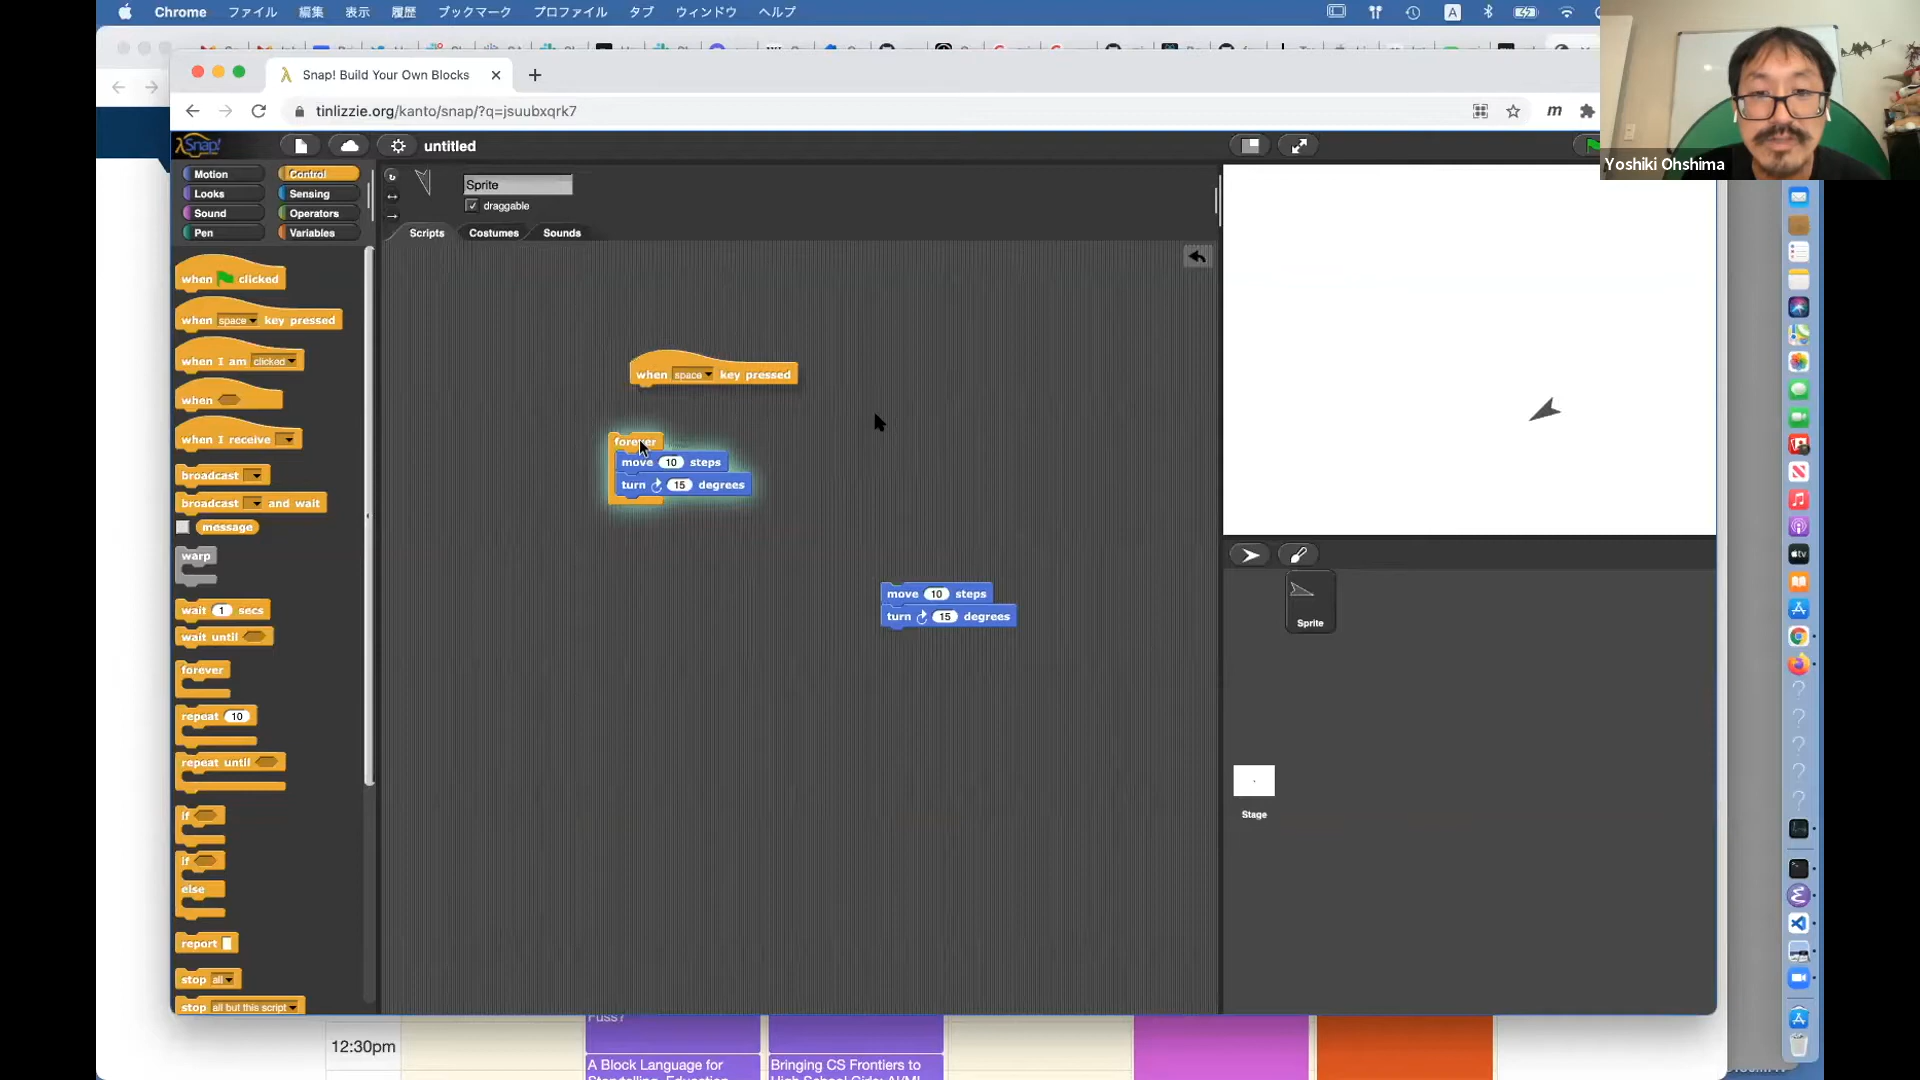 Chrome ファイル 編集 表示 履歴 ブックマーク プロファイル タブ ウィンドウ ヘルプ A
Snap! Build Your Own Blocks
tinlizzie.org/kanto/snap/?q=jsuubxqrk7
m
Yoshiki Ohshima
Snap!
untitled
Motion Control
Looks Sensing
Sound Operators
Pen Variables
Sprite
draggable
Scripts Costumes Sounds
when clicked
when space key pressed
when I am clicked
when
when I receive
broadcast
broadcast and wait
message
warp
wait 1 secs
wait until
forever
repeat 10
repeat until
if
if
else
report
stop all
stop all but this script
when space key pressed
forever
move 10 steps
turn 15 degrees
move 10 steps
turn 15 degrees
Sprite
Stage
tv
Fuss?
12:30pm
A Block Language for
Bringing CS Frontiers to